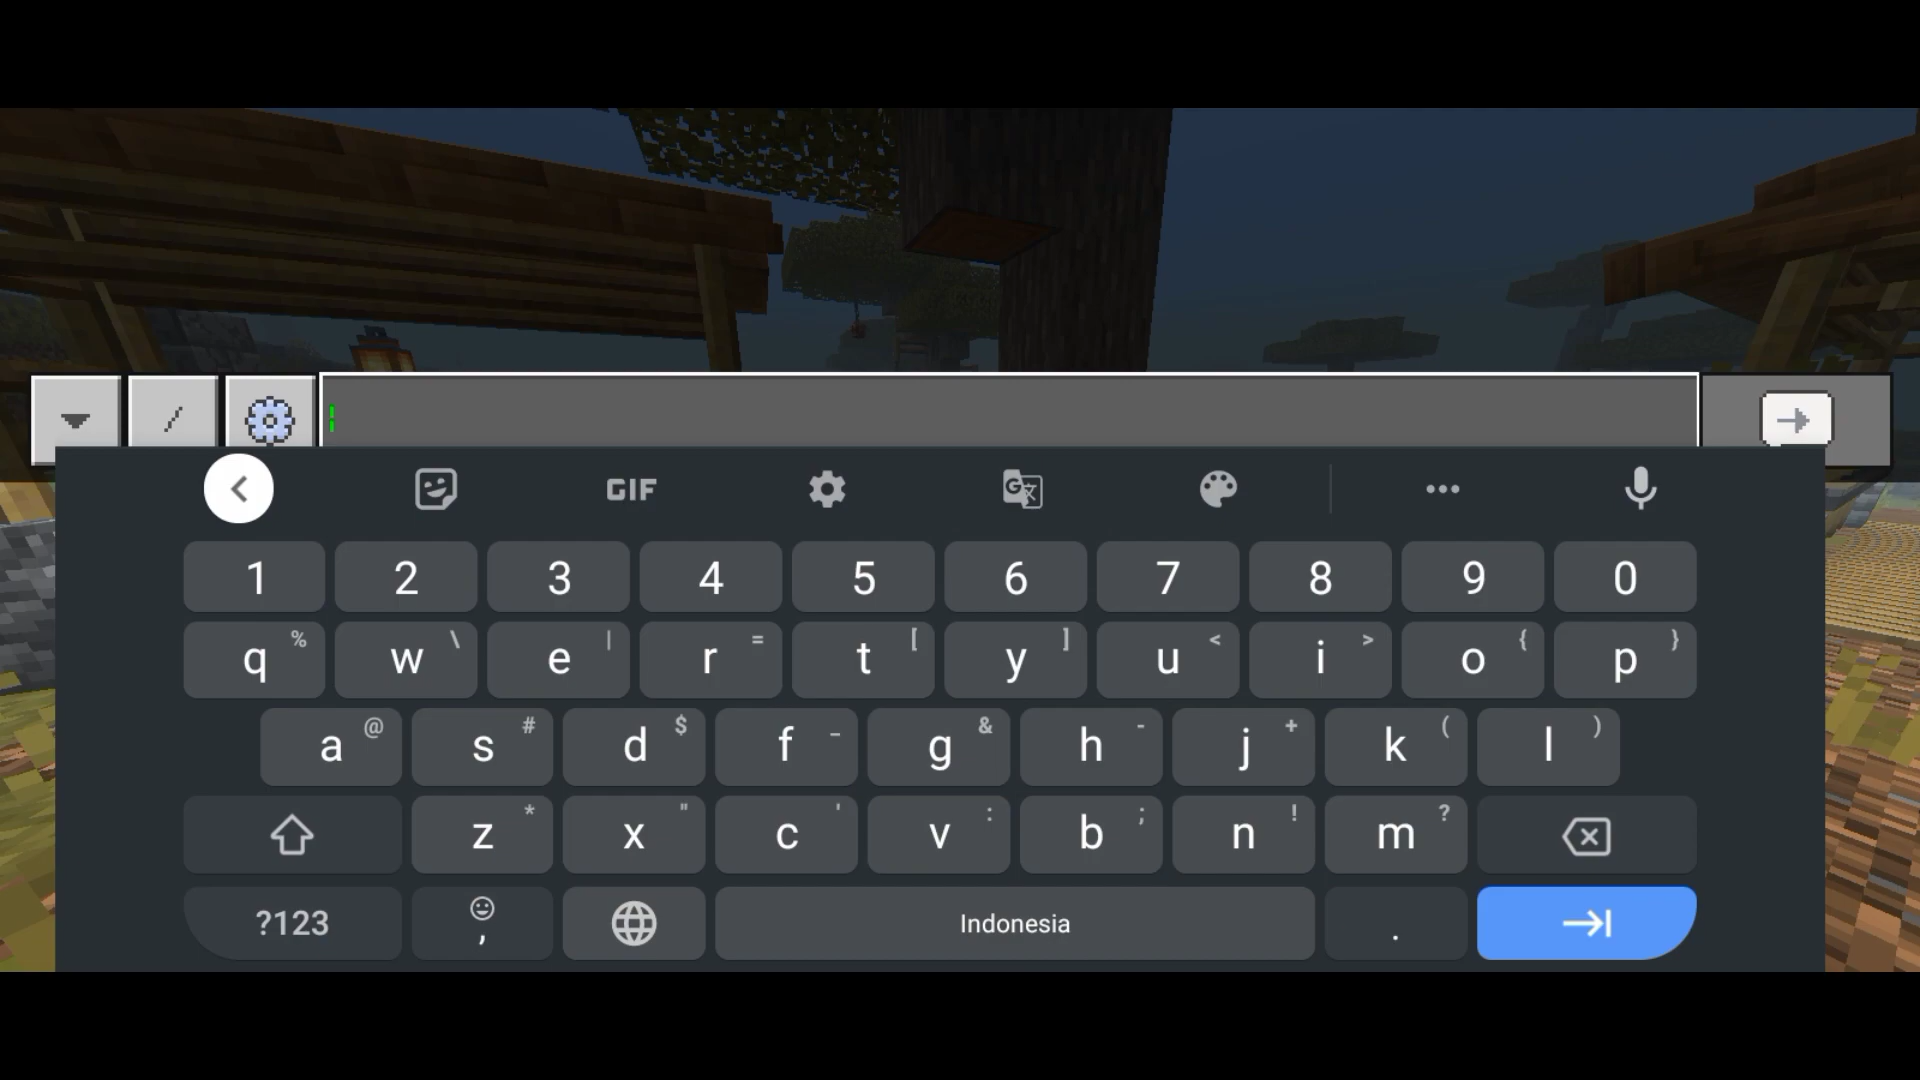 /
GIF
1 2 3 4 5 6 7 8 9 0
q % w \ e | r = t [ y ] u < i > o { p }
a @ s # d $ f _ g & h - j + k ( l )
z * x " c ' v : b ; n ! m ?
?123 , Indonesia .